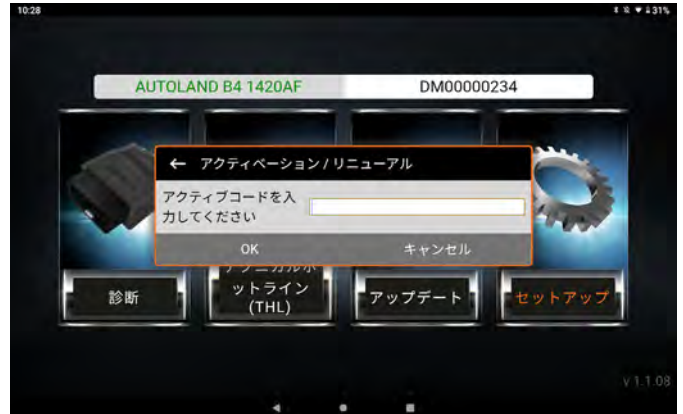 10:28
31%
AUTOLAND B4 1420AF
DM00000234
← アクティベーション / リニューアル
アクティブコードを入
力してください
OK
キャンセル
診断
テクニカルホ
ットライン
(THL)
アップデート
セットアップ
v 1.1.08